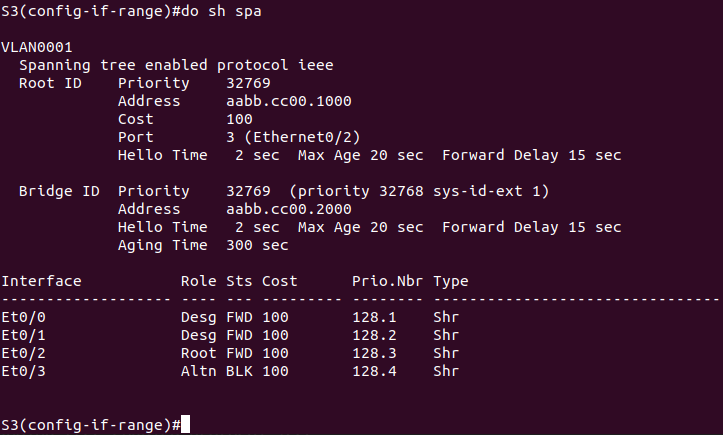 S3(config-if-range)#do sh spa
VLAN0001
  Spanning tree enabled protocol ieee
  Root ID    Priority    32769
             Address     aabb.cc00.1000
             Cost        100
             Port        3 (Ethernet0/2)
             Hello Time   2 sec  Max Age 20 sec  Forward Delay 15 sec
  Bridge ID  Priority    32769  (priority 32768 sys-id-ext 1)
             Address     aabb.cc00.2000
             Hello Time   2 sec  Max Age 20 sec  Forward Delay 15 sec
             Aging Time  300 sec
Interface           Role Sts Cost      Prio.Nbr Type
------------------- ---- --- --------- -------- --------------------------------
Et0/0               Desg FWD 100       128.1    Shr
Et0/1               Desg FWD 100       128.2    Shr
Et0/2               Root FWD 100       128.3    Shr
Et0/3               Altn BLK 100       128.4    Shr
S3(config-if-range)#